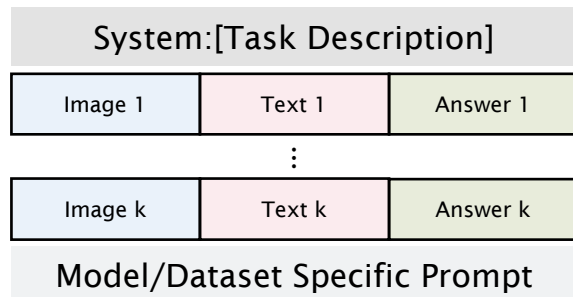 System:[Task Description]
Image 1 Text 1 Answer 1
⋮
Image k Text k Answer k
Model/Dataset Specific Prompt